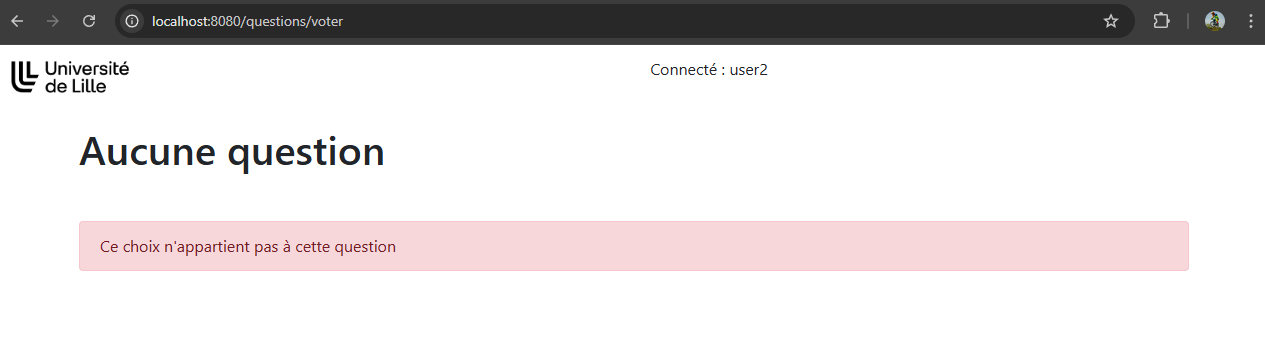 localhost:8080/questions/voter
Université
de Lille
Connecté : user2
Aucune question
Ce choix n'appartient pas à cette question